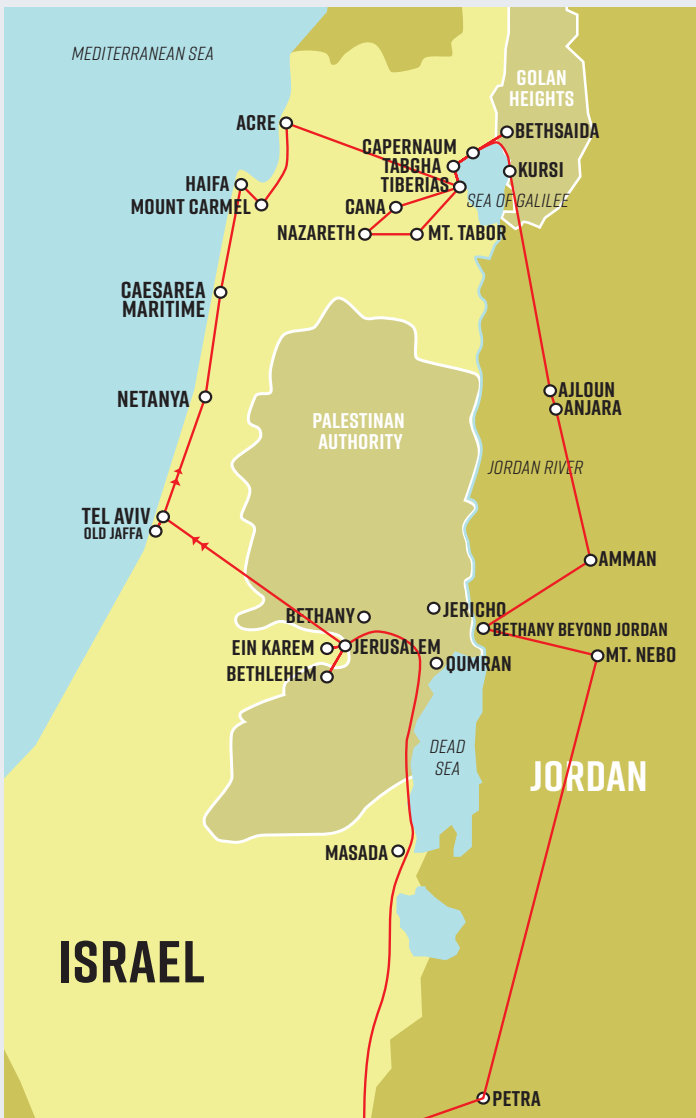 MEDITERRANEAN SEA
GOLAN
HEIGHTS
ACRE
BETHSAIDA
CAPERNAUM
TABGHA
KURSI
TIBERIAS
HAIFA
SEA OF GALILEE
MOUNT CARMEL
CANA
NAZARETH
MT. TABOR
CAESAREA
MARITIME
NETANYA
AJLOUN
ANJARA
PALESTINAN
AUTHORITY
JORDAN RIVER
TEL AVIV
OLD JAFFA
AMMAN
BETHANY
JERICHO
BETHANY BEYOND JORDAN
EIN KAREM
JERUSALEM
MT. NEBO
QUMRAN
BETHLEHEM
DEAD
SEA
JORDAN
MASADA
ISRAEL
PETRA